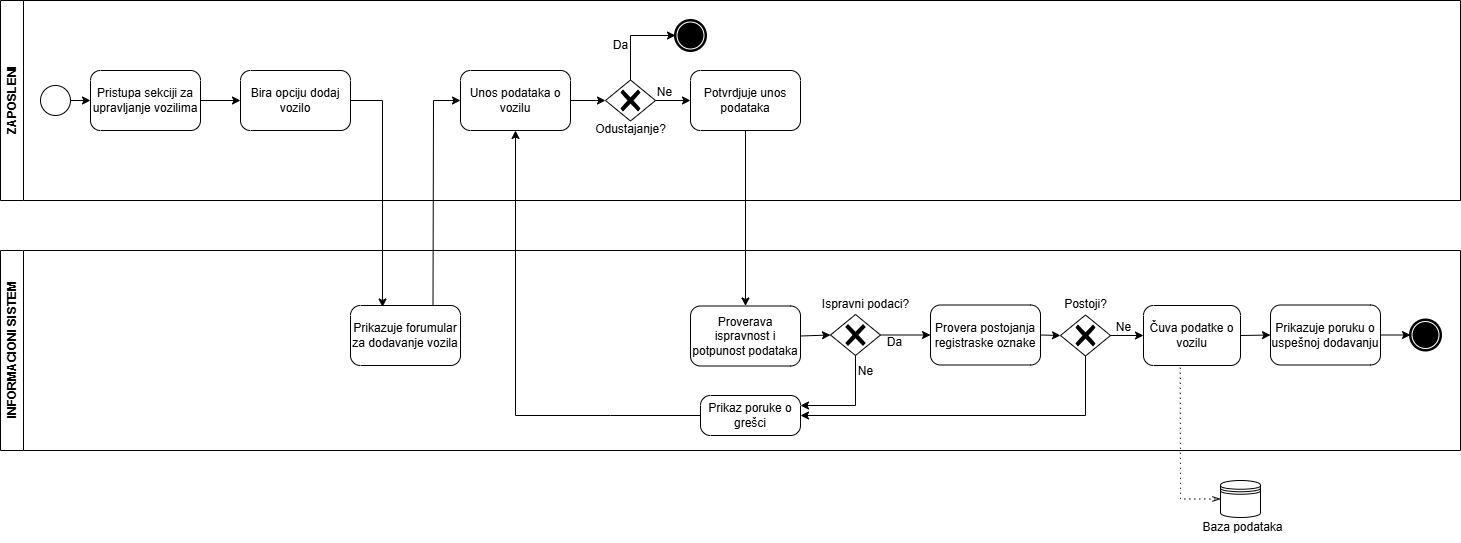 ZAPOSLENI
Pristupa sekciji za
upravljanje vozilima
Bira opciju dodaj
vozilo
Unos podataka o
vozilu
Da
Ne
Odustajanje?
Potvrdjuje unos
podataka
INFORMACIONI SISTEM
Prikazuje forumular
za dodavanje vozila
Proverava
ispravnost i
potpunost podataka
Ispravni podaci?
Da
Ne
Provera postojanja
registraske oznake
Postoji?
Ne
Čuva podatke o
vozilu
Prikazuje poruku o
uspešnoj dodavanju
Prikaz poruke o
grešci
Baza podataka